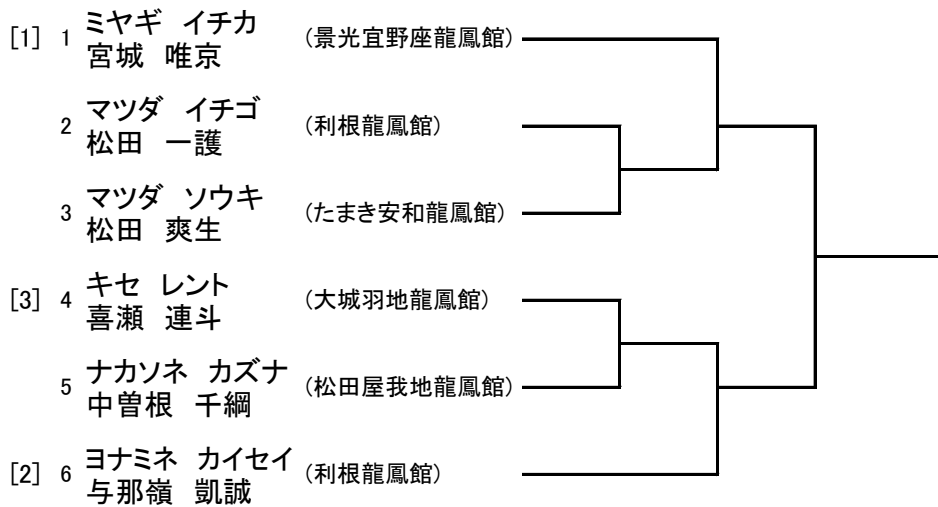 ミヤギ イチカ
[1] 1 (景光宜野座龍鳳館)
宮城 唯京
マツダ イチゴ
2 (利根龍鳳館)
松田 一護
マツダ ソウキ
3 (たまき安和龍鳳館)
松田 爽生
キセ レント
[3] 4 (大城羽地龍鳳館)
喜瀬 連斗
ナカソネ カズナ
5 (松田屋我地龍鳳館)
中曽根 千綱
ヨナミネ カイセイ
[2] 6 (利根龍鳳館)
与那嶺 凱誠